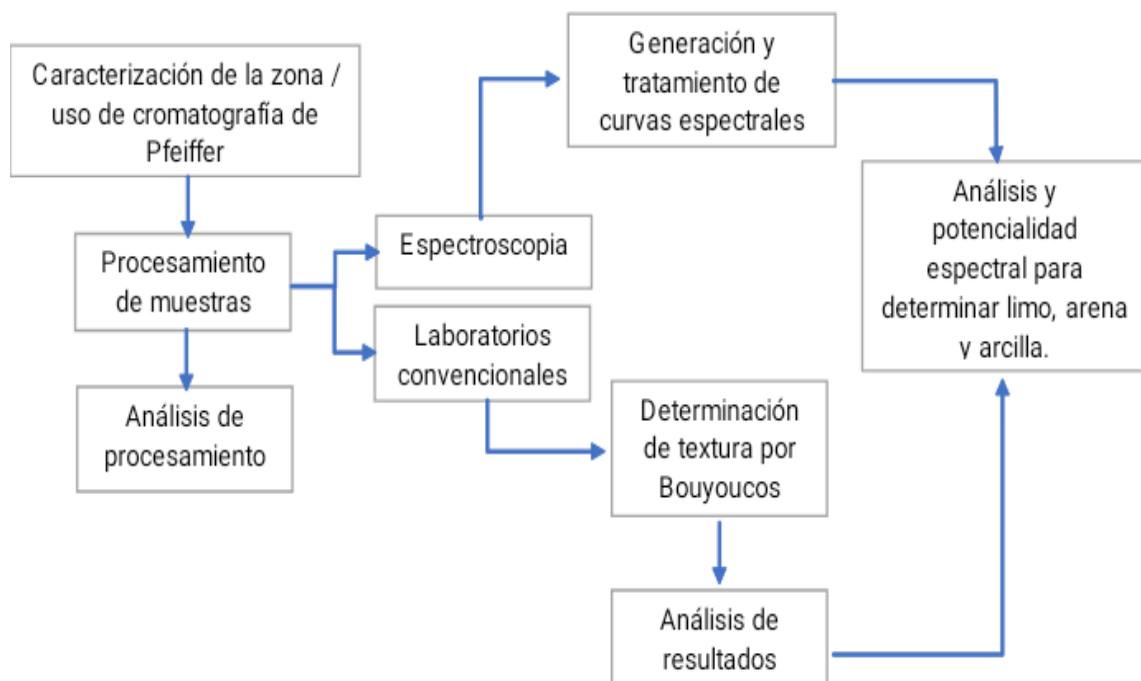 Caracterización de la zona /
uso de cromatografía de
Pfeiffer
Procesamiento
de muestras
Análisis de
procesamiento
Espectroscopia
Laboratorios
convencionales
Generación y
tratamiento de
curvas espectrales
Determinación
de textura por
Bouyoucos
Análisis de
resultados
Análisis y
potencialidad
espectral para
determinar limo, arena
y arcilla.